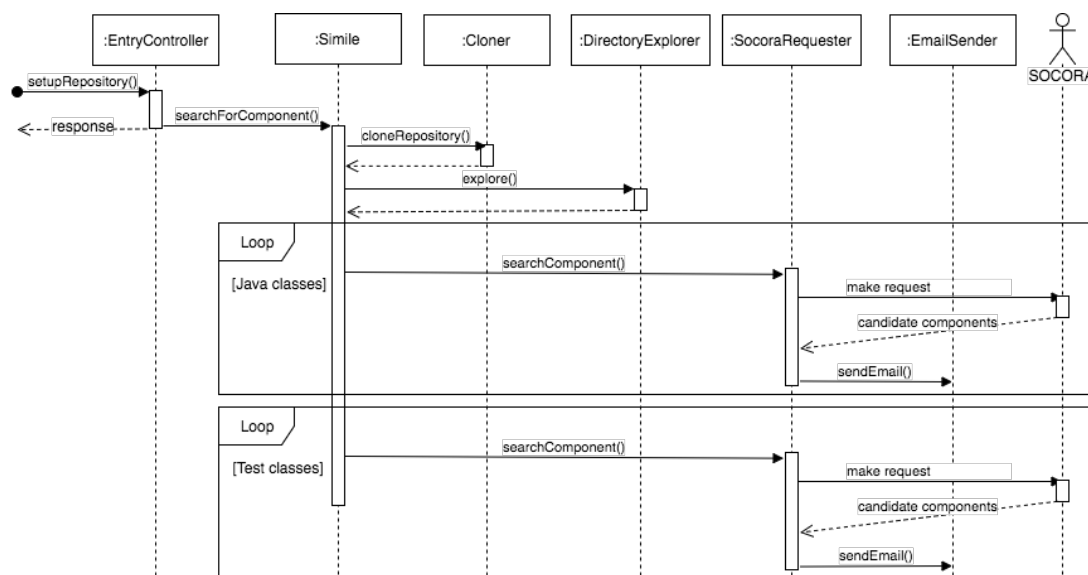 :EntryController
:Simile
:Cloner
:DirectoryExplorer
:SocoraRequester
:EmailSender
SOCORA
setupRepository()
response
searchForComponent()
cloneRepository()
explore()
Loop
[Java classes]
searchComponent()
make request
candidate components
sendEmail()
Loop
[Test classes]
searchComponent()
make request
candidate components
sendEmail()